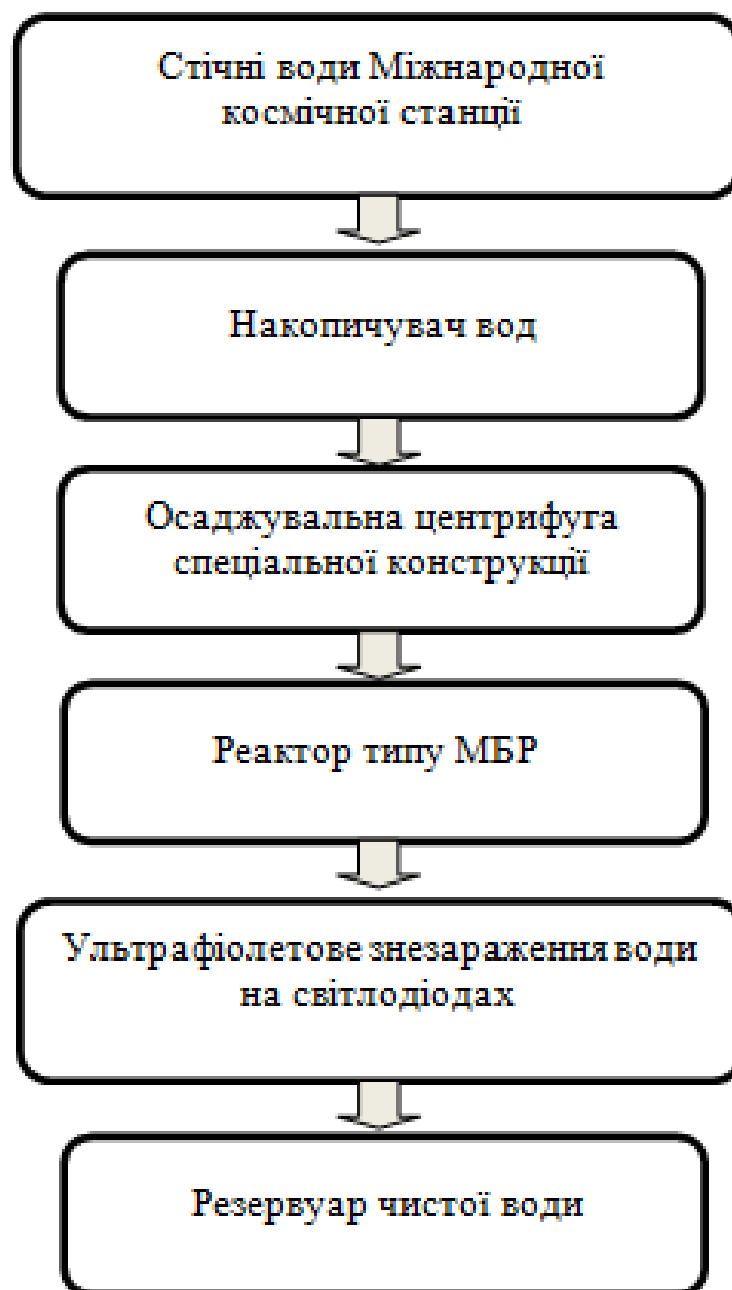 Стічні води Міжнародної
космічної станції
Накопичувач вод
Осаджувальна центрифуга
спеціальної конструкції
Реактор типу МБР
Ультрафіолетове знезараження води
на світлодіодах
Резервуар чистої води